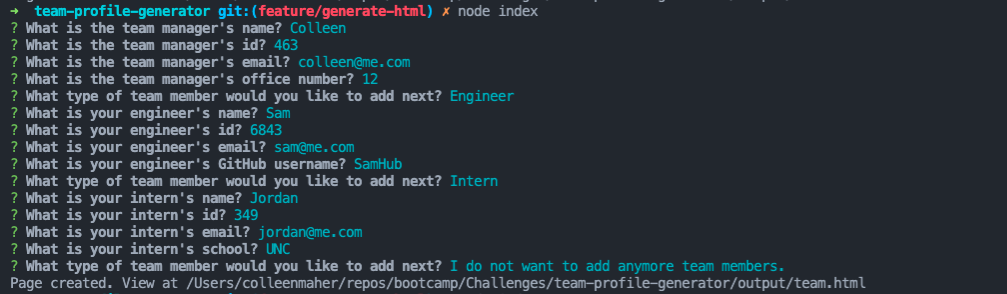 ➜ team-profile-generator git:(feature/generate-html) ✗ node index
? What is the team manager's name? Colleen
? What is the team manager's id? 463
? What is the team manager's email? colleen@me.com
? What is the team manager's office number? 12
? What type of team member would you like to add next? Engineer
? What is your engineer's name? Sam
? What is your engineer's id? 6843
? What is your engineer's email? sam@me.com
? What is your engineer's GitHub username? SamHub
? What type of team member would you like to add next? Intern
? What is your intern's name? Jordan
? What is your intern's id? 349
? What is your intern's email? jordan@me.com
? What is your intern's school? UNC
? What type of team member would you like to add next? I do not want to add anymore team members.
Page created. View at /Users/colleenmaher/repos/bootcamp/Challenges/team-profile-generator/output/team.html